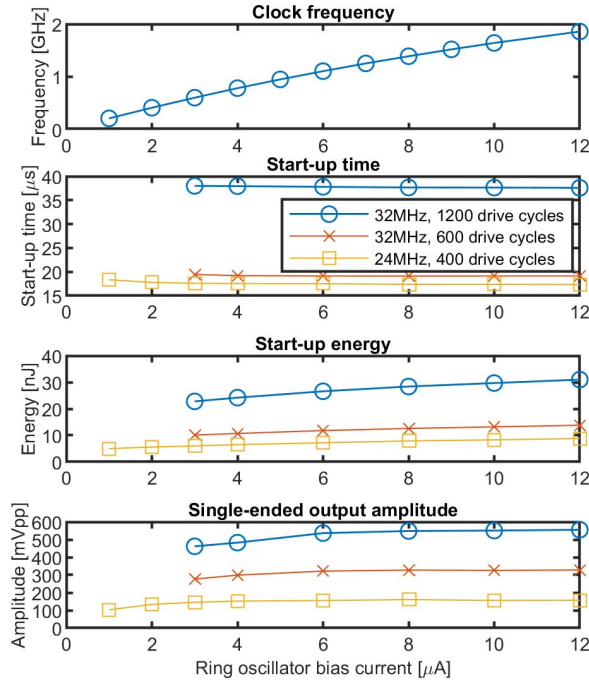 Clock frequency
Frequency [GHz]
2
1
0
0 2 4 6 8 10 12
Start-up time
Start-up time [μs]
40
35
30
25
20
15
32MHz, 1200 drive cycles
32MHz, 600 drive cycles
24MHz, 400 drive cycles
0 2 4 6 8 10 12
Start-up energy
Energy [nJ]
40
30
20
10
0
0 2 4 6 8 10 12
Single-ended output amplitude
Amplitude [mVpp]
600
500
400
300
200
100
0
0 2 4 6 8 10 12
Ring oscillator bias current [μA]